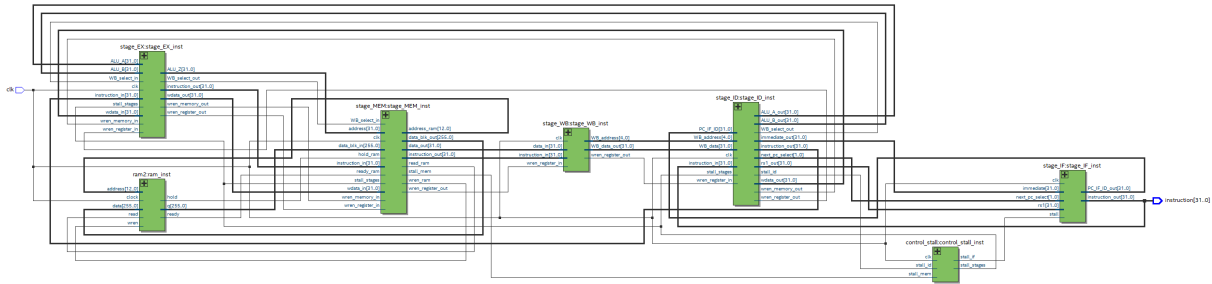 stage_EX:stage_EX_inst
ALU_A[31..0]
ALU_B[31..0]
WB_select_in
clk
instruction_in[31..0]
stall_stages
wdata_in[31..0]
wren_memory_in
wren_register_in
ALU_Z[31..0]
WB_select_out
instruction_out[31..0]
wdata_out[31..0]
wren_memory_out
wren_register_out
clk
ram2:ram_inst
address[12..0]
clock
data[255..0]
read
wren
hold
q[255..0]
ready
stage_MEM:stage_MEM_inst
WB_select_in
address[31..0]
clk
data_bls_in[255..0]
hold_ram
instruction_in[31..0]
ready_ram
stall_stages
wdata_in[31..0]
wren_memory_in
wren_register_in
address_ram[12..0]
data_bls_out[255..0]
data_out[31..0]
instruction_out[31..0]
read_ram
stall_mem
wren_ram
wren_register_out
stage_WB:stage_WB_inst
clk
data_in[31..0]
instruction_in[31..0]
wren_register_in
WB_address[4..0]
WB_data_out[31..0]
wren_register_out
stage_ID:stage_ID_inst
PC_IF_ID[31..0]
WB_address[4..0]
WB_data[31..0]
clk
instruction_in[31..0]
stall_stages
wren_register_in
ALU_A_out[31..0]
ALU_B_out[31..0]
WB_select_out
immediate_out[31..0]
instruction_out[31..0]
next_pc_select[1..0]
rs1_out[31..0]
stall_id
wdata_out[31..0]
wren_memory_out
wren_register_out
stage_IF:stage_IF_inst
clk
immediate[31..0]
next_pc_select[1..0]
rs1[31..0]
stall
PC_IF_ID_out[31..0]
instruction_out[31..0]
instruction[31..0]
control_stall:control_stall_inst
clk
stall_id
stall_mem
stall_IF
stall_stages